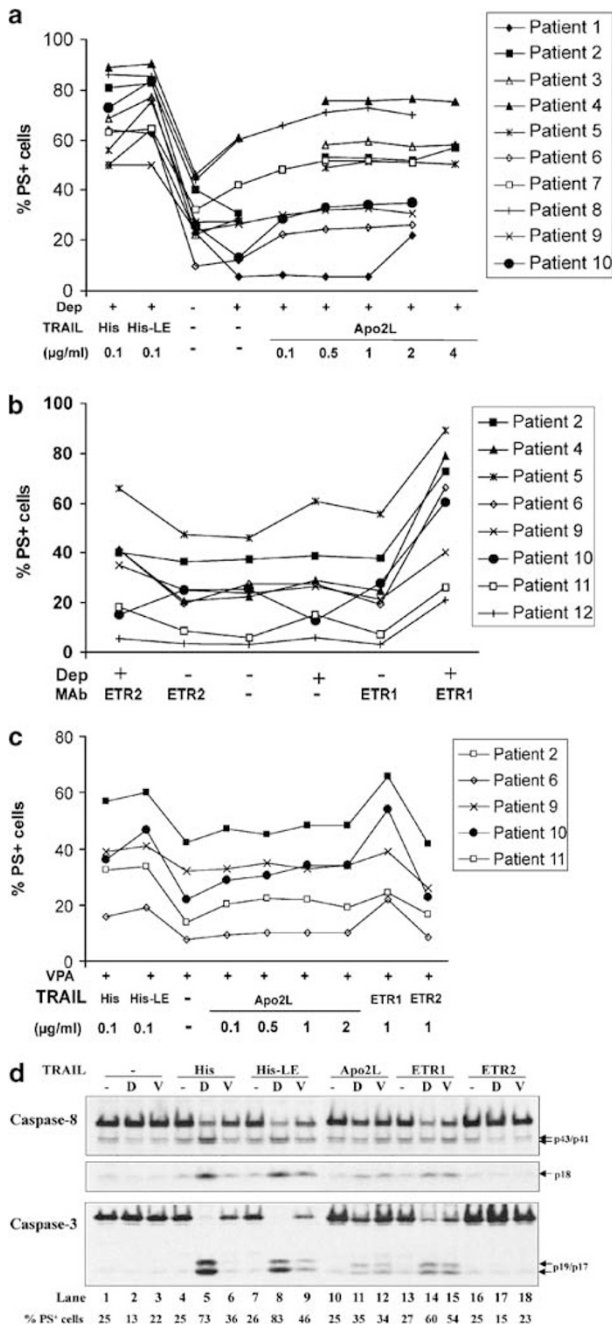 a
% PS+ cells
100
80
60
40
20
0
Patient 1
Patient 2
Patient 3
Patient 4
Patient 5
Patient 6
Patient 7
Patient 8
Patient 9
Patient 10
Dep + + - + + + + + +
TRAIL His His-LE - - Apo2L
(µg/ml) 0.1 0.1 - - 0.1 0.5 1 2 4
b
% PS+ cells
100
80
60
40
20
0
Patient 2
Patient 4
Patient 5
Patient 6
Patient 9
Patient 10
Patient 11
Patient 12
Dep + - - + - +
MAb ETR2 ETR2 - - ETR1 ETR1
c
% PS+ cells
80
60
40
20
0
Patient 2
Patient 6
Patient 9
Patient 10
Patient 11
VPA + + + + + + + + +
TRAIL His His-LE - Apo2L ETR1 ETR2
(µg/ml) 0.1 0.1 - 0.1 0.5 1 2 1 1
d
TRAIL - His His-LE Apo2L ETR1 ETR2
- D V - D V - D V - D V - D V - D V
Caspase-8
p43/p41
p18
Caspase-3
p19/p17
Lane 1 2 3 4 5 6 7 8 9 10 11 12 13 14 15 16 17 18
% PS+ cells 25 13 22 25 73 36 26 83 46 25 35 34 27 60 54 25 15 23